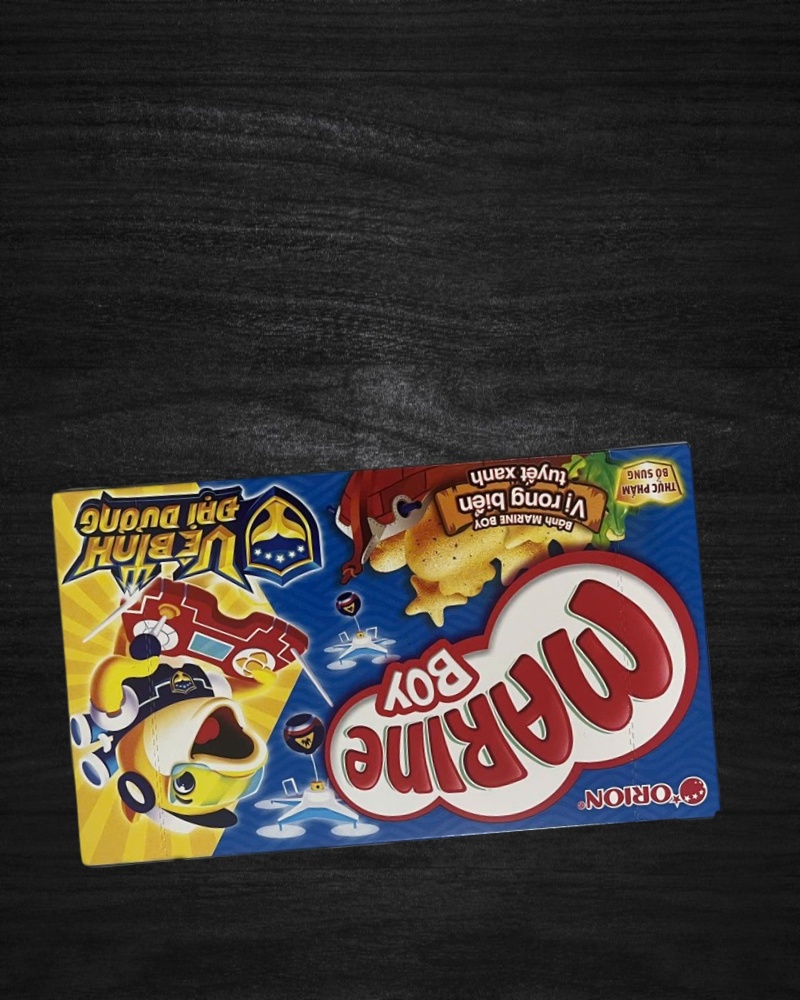 ORION®
MARINE
BOY
Bánh MARINE BOY
Vị rong biển
tuyết xanh
THỰC PHẨM
BỔ SUNG
VỆ BINH
ĐẠI DƯƠNG